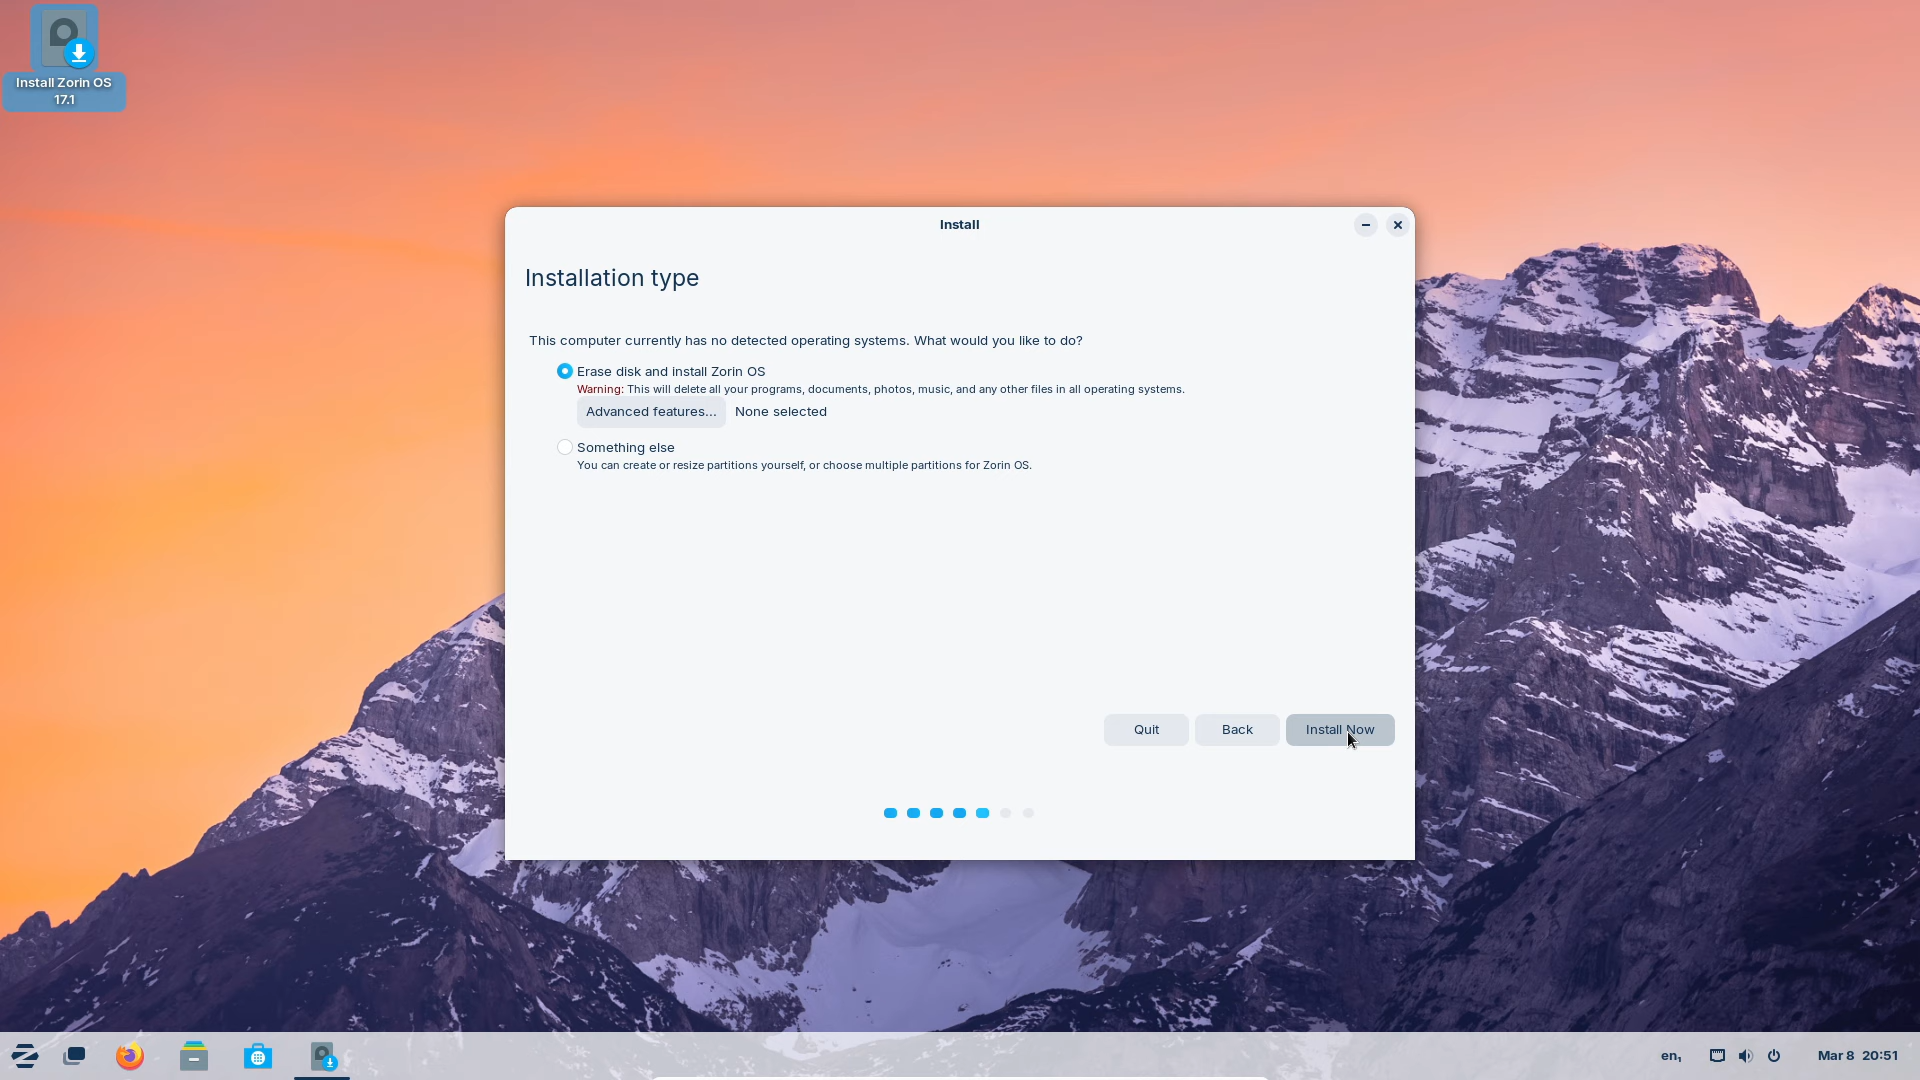 Install Zorin OS
17.1
Install
Installation type
This computer currently has no detected operating systems. What would you like to do?
Erase disk and install Zorin OS
Warning: This will delete all your programs, documents, photos, music, and any other files in all operating systems.
Advanced features... None selected
Something else
You can create or resize partitions yourself, or choose multiple partitions for Zorin OS.
Quit Back Install Now
en₁ Mar 8 20:51